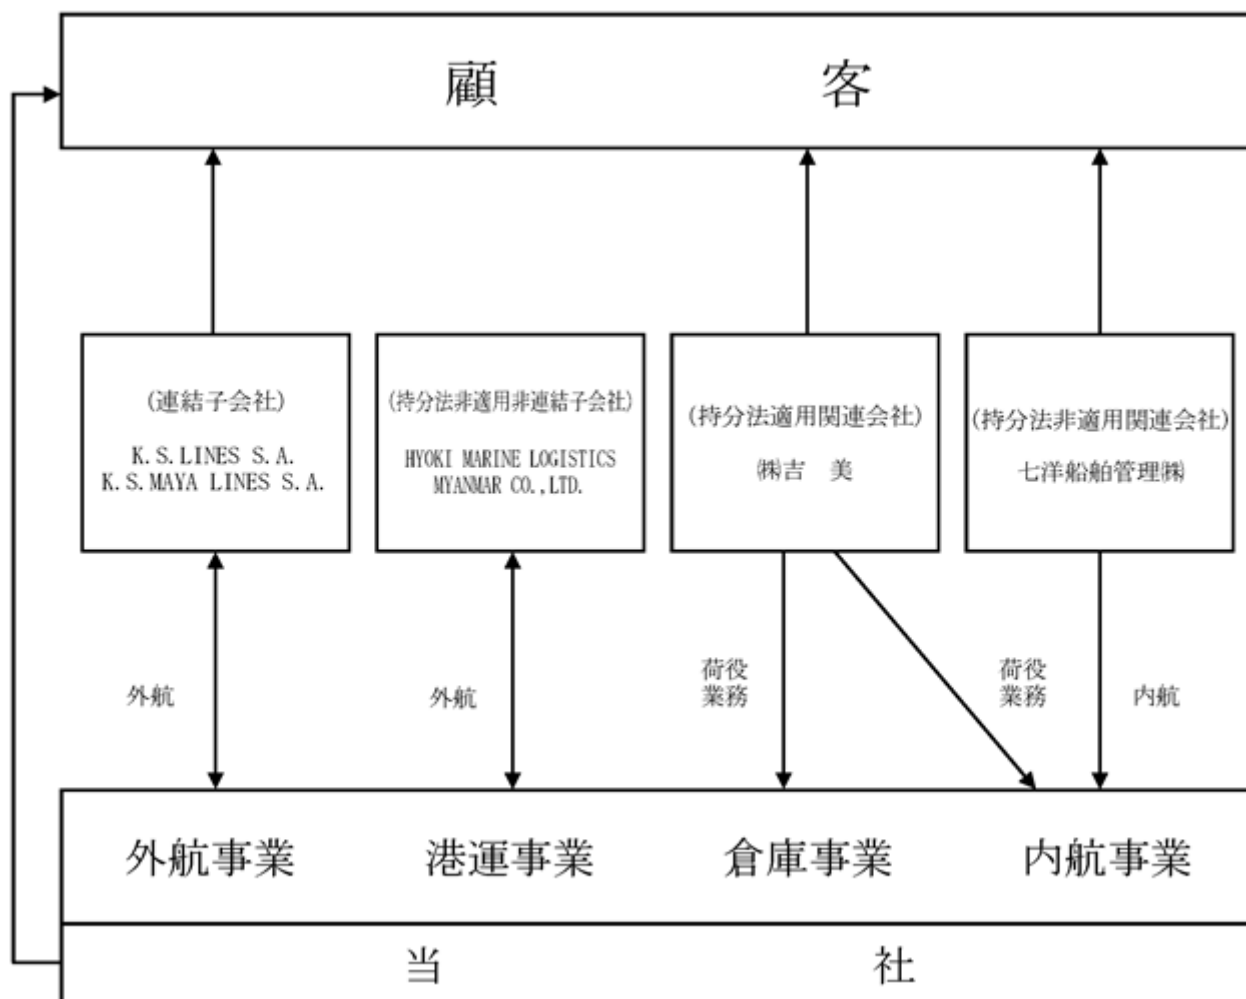 顧客
(連結子会社)
K.S.LINES S.A.
K.S.MAYA LINES S.A.
(持分法非適用非連結子会社)
HYOKI MARINE LOGISTICS
MYANMAR CO.,LTD.
(持分法適用関連会社)
㈱吉　美
(持分法非適用関連会社)
七洋船舶管理㈱
外航
外航
荷役
業務
荷役
業務
内航
外航事業
港運事業
倉庫事業
内航事業
当社